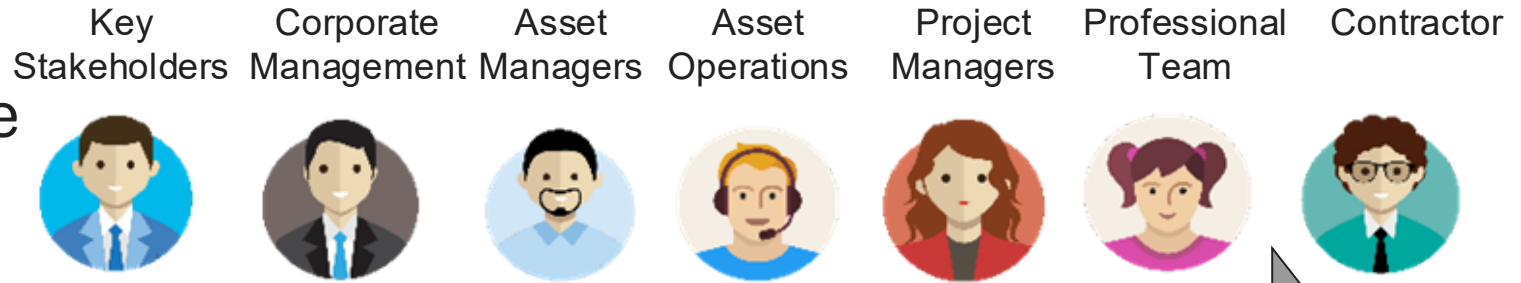 Key
Stakeholders
Corporate
Management
Asset
Managers
Asset
Operations
Project
Managers
Professional
Team
Contractor
e